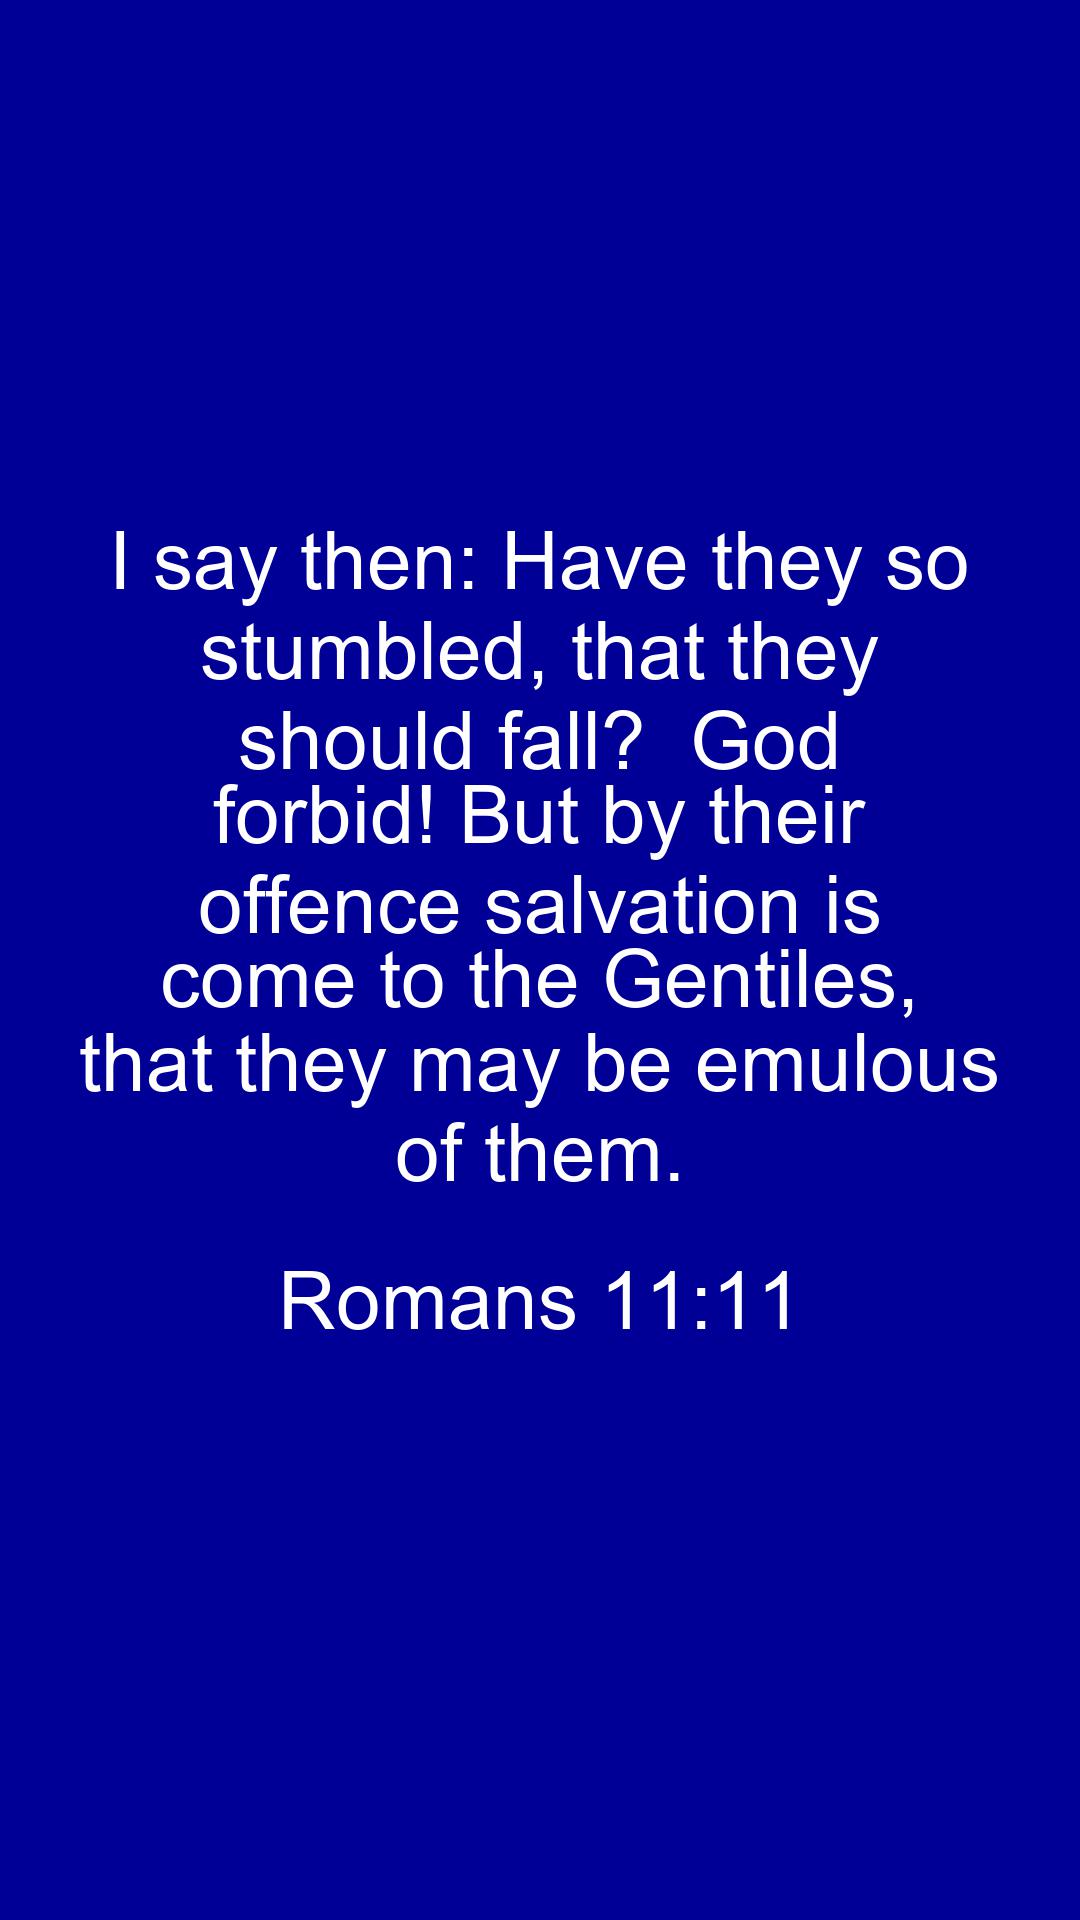 I say then: Have they so
stumbled, that they
should fall?  God
forbid! But by their
offence salvation is
come to the Gentiles,
that they may be emulous
of them.
Romans 11:11